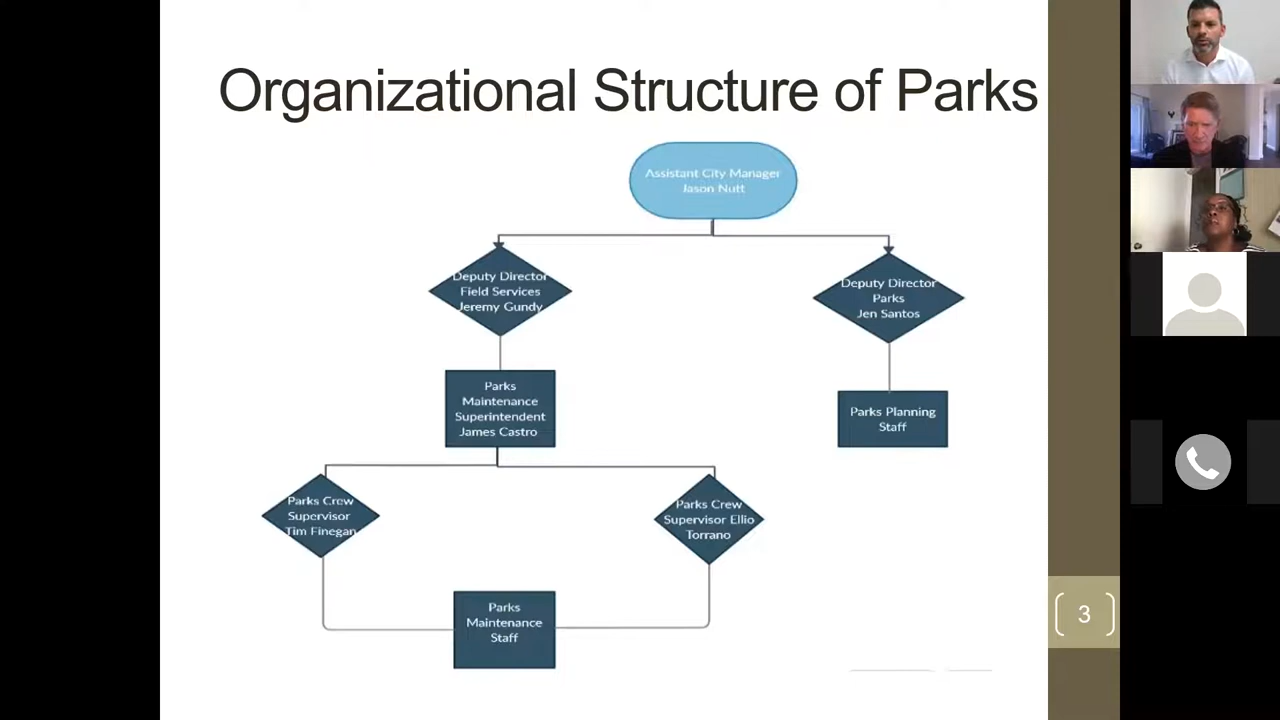 Organizational Structure of Parks
Assistant City Manager
Jason Nutt
Deputy Director
Field Services
Jeremy Gundy
Deputy Director
Parks
Jen Santos
Parks
Maintenance
Superintendent
James Castro
Parks Planning
Staff
Parks Crew
Supervisor
Tim Finegan
Parks Crew
Supervisor Ellio
Torrano
Parks
Maintenance
Staff
3